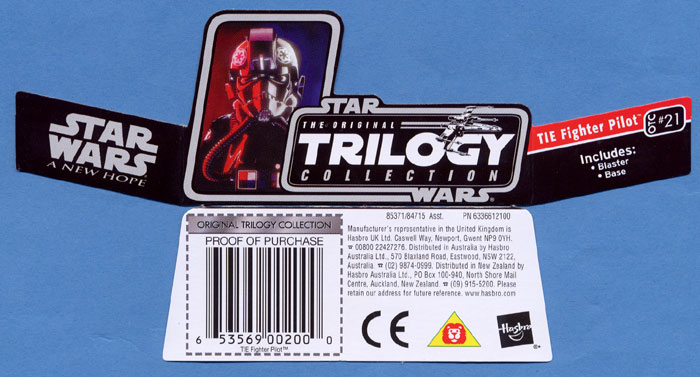 STAR
WARS
A NEW HOPE
STAR
THE ORIGINAL
TRILOGY
COLLECTION
WARS
TIE Fighter Pilot™
OTC #21
Includes:
• Blaster
• Base
ORIGINAL TRILOGY COLLECTION
PROOF OF PURCHASE
6 53569 00200 0
TIE Fighter Pilot™
85371/84715 Asst. PN 6336612100
Manufacturer's representative in the United Kingdom is
Hasbro UK Ltd. Caswell Way, Newport, Gwent NP9 0YH.
☎ 00800 22427276. Distributed in Australia by Hasbro
Australia Ltd., 570 Blaxland Road, Eastwood, NSW 2122,
Australia. ☎ (02) 9874-0999. Distributed in New Zealand by
Hasbro Australia Ltd., PO Box 100-940, North Shore Mail
Centre, Auckland, New Zealand ☎ (09) 915-5200. Please
retain our address for future reference. www.hasbro.com
CE
Hasbro
®*